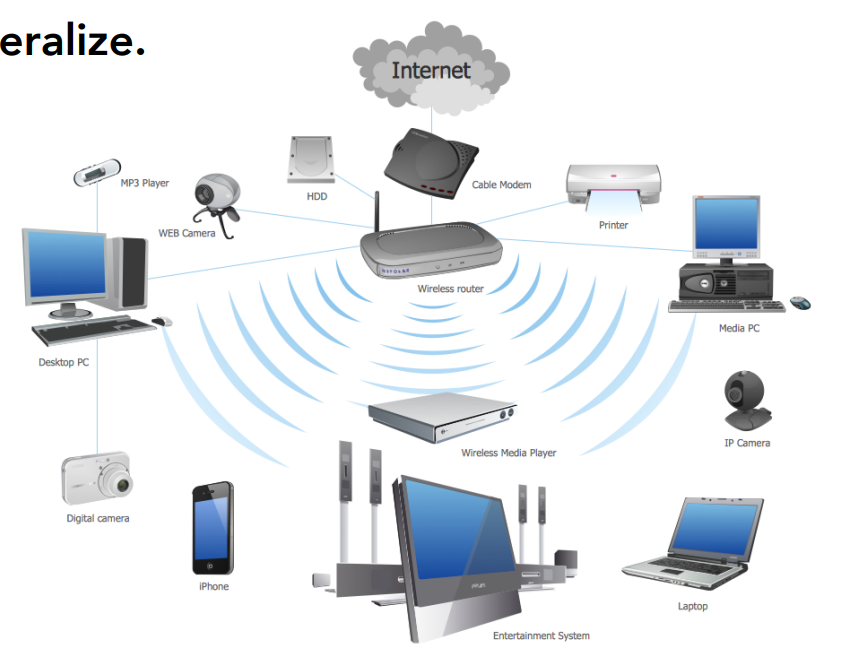 eralize.
Internet
Cable Modem
HDD
MP3 Player
WEB Camera
Printer
NETGEAR
Wireless router
Media PC
Desktop PC
IP Camera
Wireless Media Player
Digital camera
iPhone
Laptop
Entertainment System